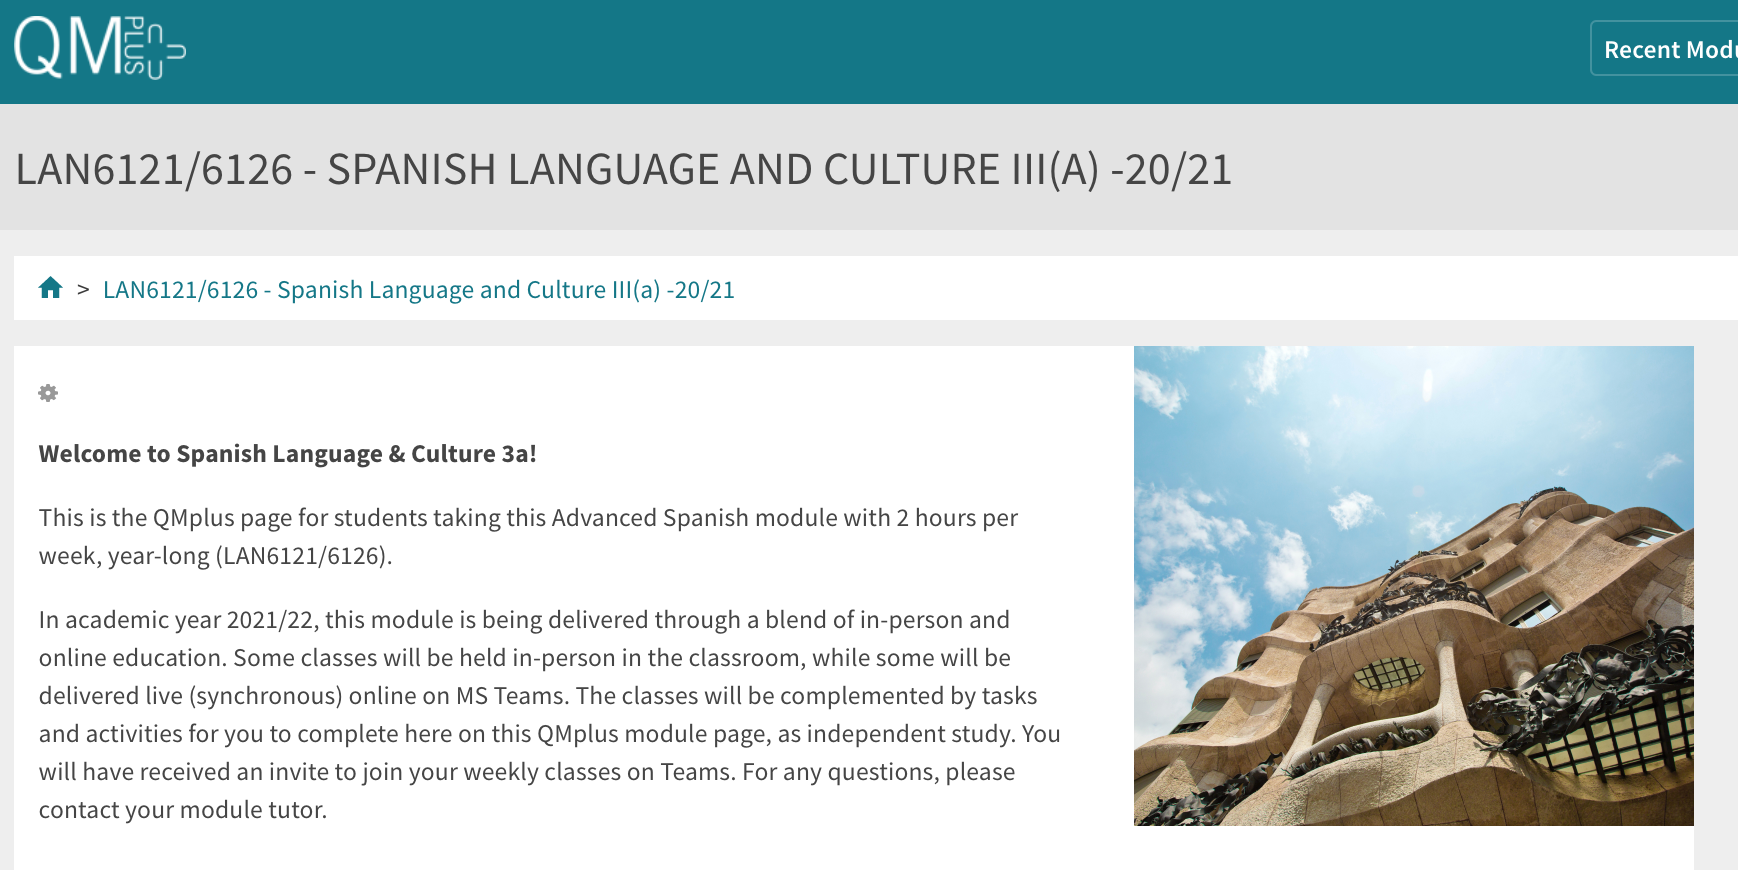 QM PLUS
Recent Modu
LAN6121/6126 - SPANISH LANGUAGE AND CULTURE III(A) -20/21
> LAN6121/6126 - Spanish Language and Culture III(a) -20/21
Welcome to Spanish Language & Culture 3a!
This is the QMplus page for students taking this Advanced Spanish module with 2 hours per
week, year-long (LAN6121/6126).
In academic year 2021/22, this module is being delivered through a blend of in-person and
online education. Some classes will be held in-person in the classroom, while some will be
delivered live (synchronous) online on MS Teams. The classes will be complemented by tasks
and activities for you to complete here on this QMplus module page, as independent study. You
will have received an invite to join your weekly classes on Teams. For any questions, please
contact your module tutor.